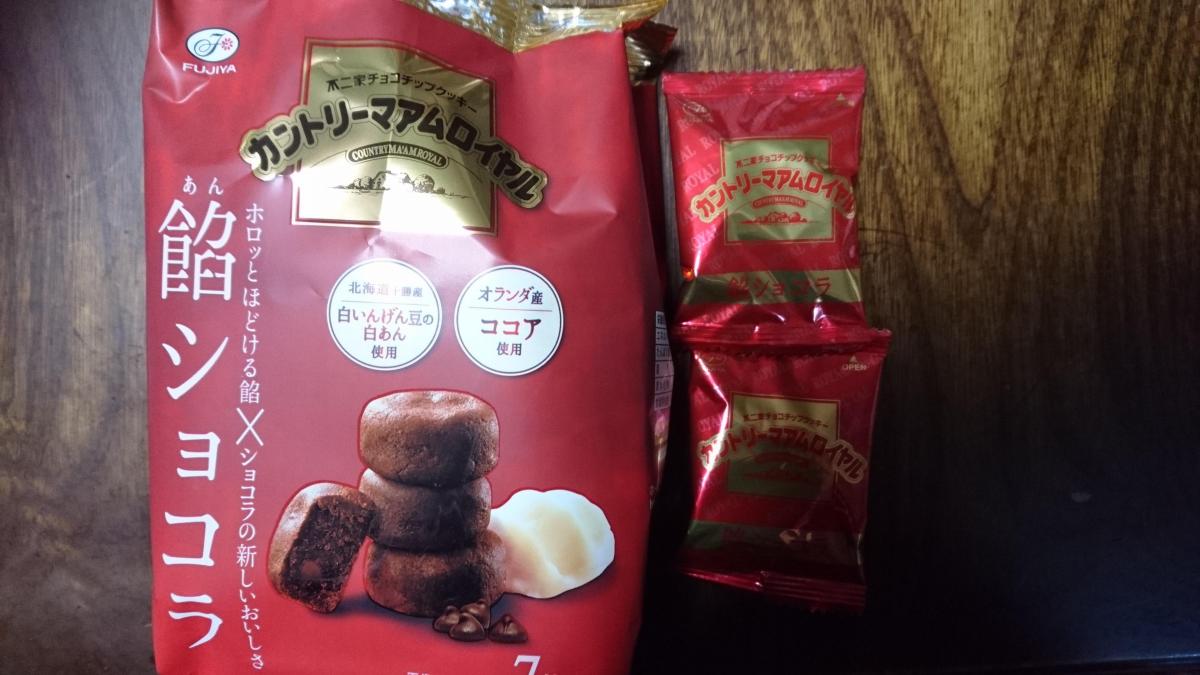 FUJIYA
不二家チョコチップクッキー
カントリーマアムロイヤル
COUNTRY MA'AM ROYAL
あん
餡ショコラ
ホロッとほどける餡×ショコラの新しいおいしさ
北海道十勝産
白いんげん豆の
白あん
使用
オランダ産
ココア
使用
7
不二家チョコチップクッキー
カントリーマアムロイヤル
COUNTRY MA'AM ROYAL
餡ショコラ
OPEN
不二家チョコチップクッキー
カントリーマアムロイヤル